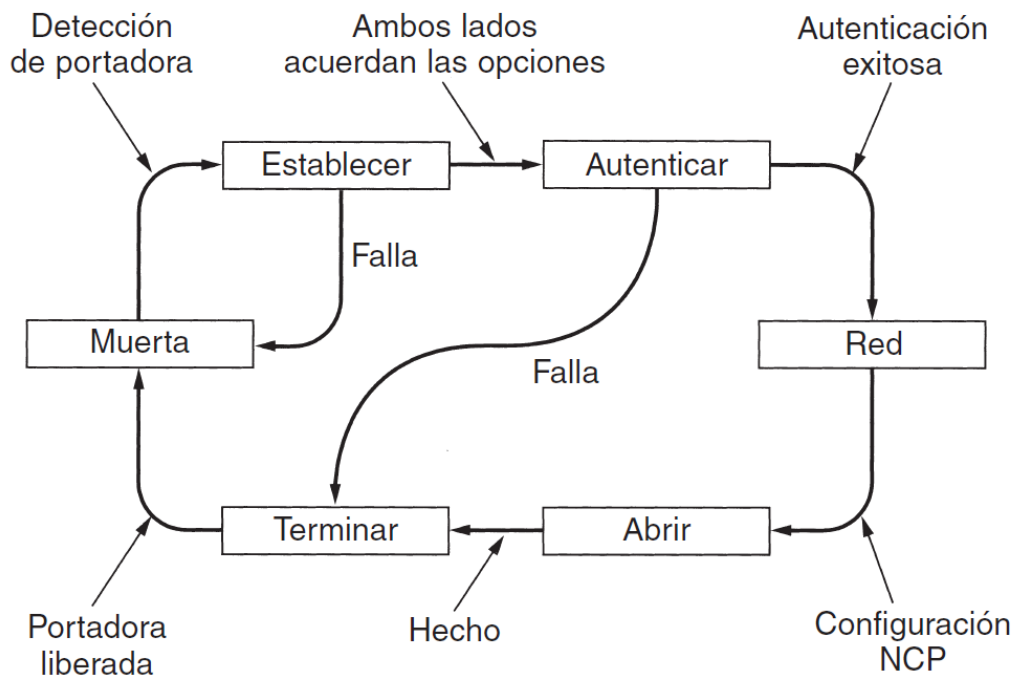 Detección
de portadora
Ambos lados
acuerdan las opciones
Autenticación
exitosa
Establecer
Autenticar
Falla
Muerta
Red
Falla
Terminar
Abrir
Portadora
liberada
Hecho
Configuración
NCP